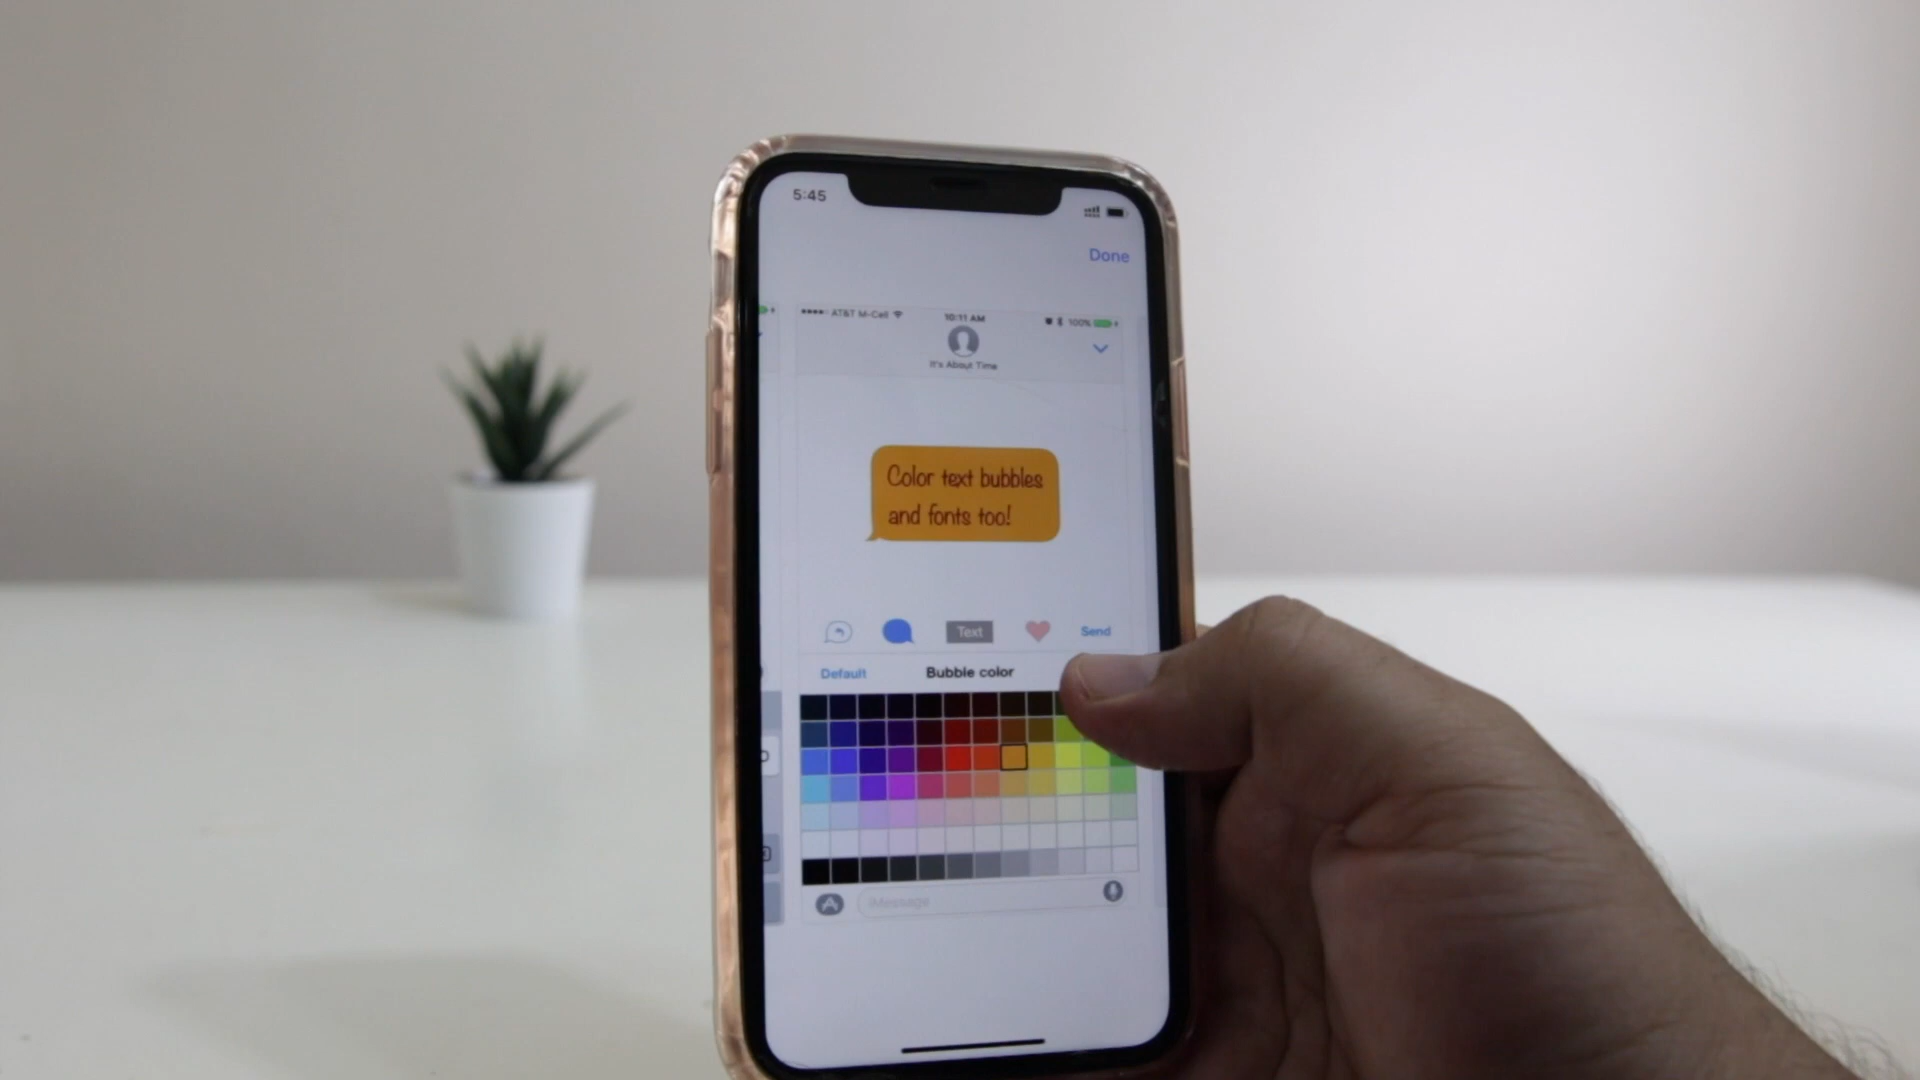 5:45
Done
AT&T M-Cell
10:11 AM
100%
It's About Time
Color text bubbles
and fonts too!
Text
Send
Default
Bubble color
iMessage